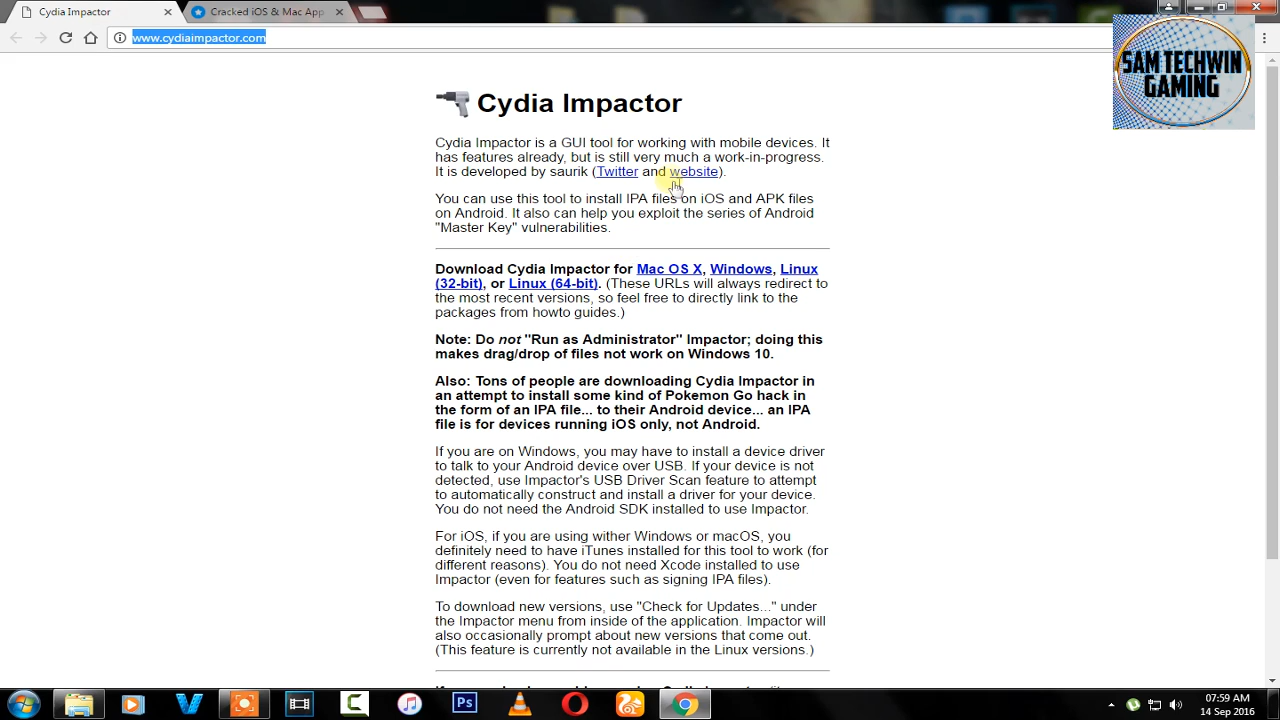 Cydia Impactor
Cracked iOS & Mac App
www.cydiaimpactor.com
SAM TECHWIN
GAMING
Cydia Impactor
Cydia Impactor is a GUI tool for working with mobile devices. It
has features already, but is still very much a work-in-progress.
It is developed by saurik (Twitter and website).
You can use this tool to install IPA files on iOS and APK files
on Android. It also can help you exploit the series of Android
"Master Key" vulnerabilities.
Download Cydia Impactor for Mac OS X, Windows, Linux
(32-bit), or Linux (64-bit). (These URLs will always redirect to
the most recent versions, so feel free to directly link to the
packages from howto guides.)
Note: Do not "Run as Administrator" Impactor; doing this
makes drag/drop of files not work on Windows 10.
Also: Tons of people are downloading Cydia Impactor in
an attempt to install some kind of Pokemon Go hack in
the form of an IPA file... to their Android device... an IPA
file is for devices running iOS only, not Android.
If you are on Windows, you may have to install a device driver
to talk to your Android device over USB. If your device is not
detected, use Impactor's USB Driver Scan feature to attempt
to automatically construct and install a driver for your device.
You do not need the Android SDK installed to use Impactor.
For iOS, if you are using wither Windows or macOS, you
definitely need to have iTunes installed for this tool to work (for
different reasons). You do not need Xcode installed to use
Impactor (even for features such as signing IPA files).
To download new versions, use "Check for Updates..." under
the Impactor menu from inside of the application. Impactor will
also occasionally prompt about new versions that come out.
(This feature is currently not available in the Linux versions.)
Ps
07:59 AM
14 Sep 2016